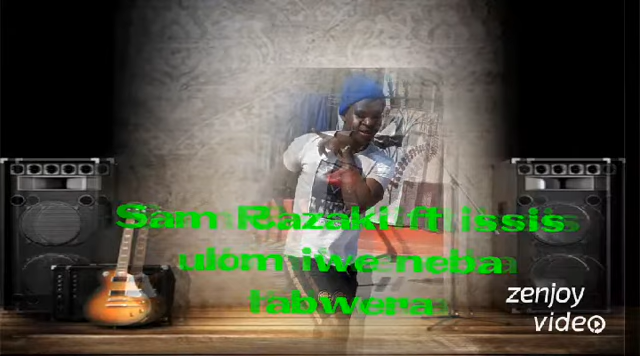 Sam Razaki ft issis
ulom iwe neba
labwera
zenjoy
video